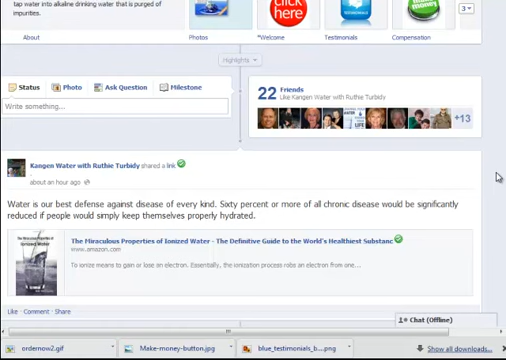 tap water into alkaline drinking water that is purged of
impurities.
click
here
TESTIMONIALS
money
3
About
Photos
*Welcome
Testimonials
Compensation
Highlights
Status
Photo
Ask Question
Milestone
Write something...
22 Friends
Like Kangen Water with Ruthie Turbidy
+13
Kangen Water with Ruthie Turbidy shared a link
about an hour ago
Water is our best defense against disease of every kind. Sixty percent or more of all chronic disease would be significantly
reduced if people would simply keep themselves properly hydrated.
The Miraculous Properties of Ionized Water - The Definitive Guide to the World's Healthiest Substanc
www.amazon.com
To ionize means to gain or lose an electron. Essentially, the ionization process robs an electron from one...
Like · Comment · Share
Chat (Offline)
ordernow2.gif
Make-money-button.jpg
blue_testimonials_b....png
Show all downloads...